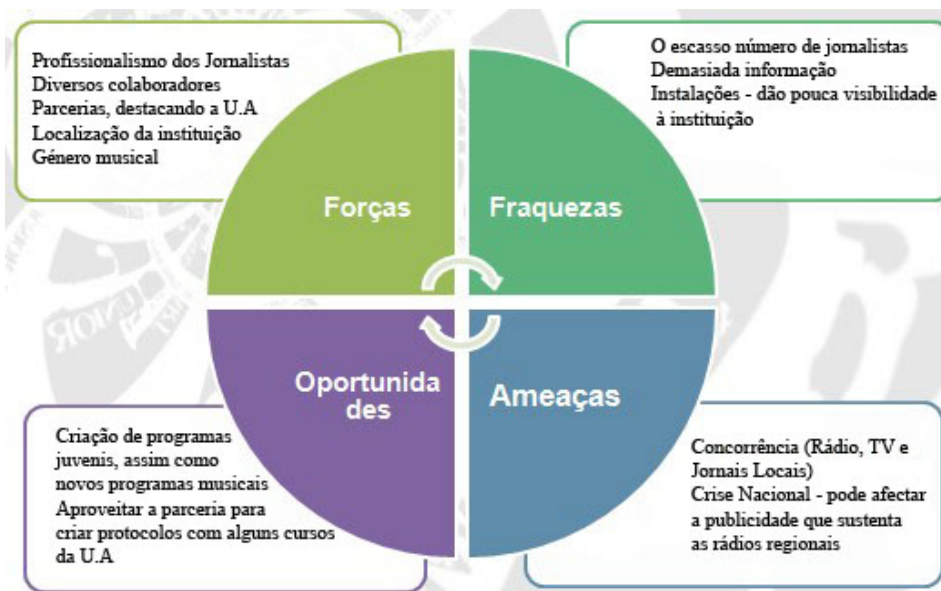 Profissionalismo dos Jornalistas
Diversos colaboradores
Parcerias, destacando a U.A
Localização da instituição
Género musical
O escasso número de jornalistas
Demasiada informação
Instalações - dão pouca visibilidade
à instituição
Forças
Fraquezas
Oportunida
des
Ameaças
Criação de programas
juvenis, assim como
novos programas musicais
Aproveitar a parceria para
criar protocolos com alguns cursos
da U.A
Concorrência (Rádio, TV e
Jornais Locais)
Crise Nacional - pode afectar
a publicidade que sustenta
as rádios regionais